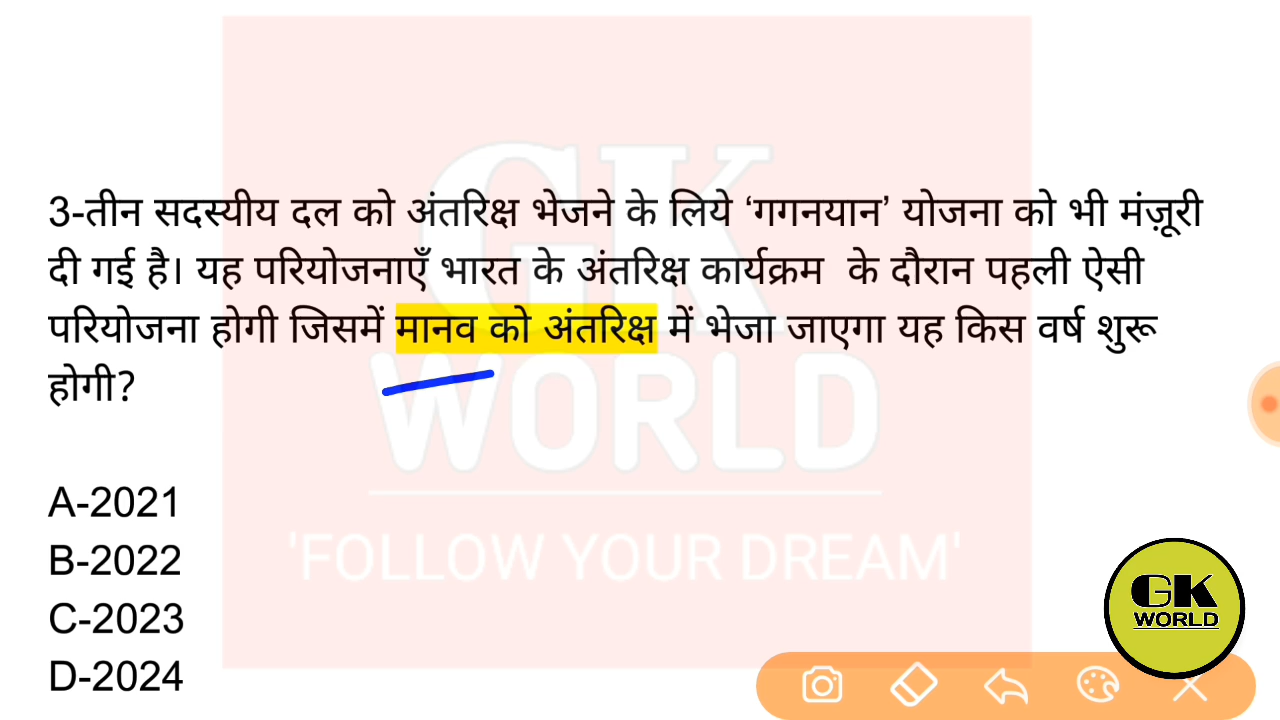 GK
3-तीन सदस्यीय दल को अंतरिक्ष भेजने के लिये ‘गगनयान’ योजना को भी मंज़ूरी
दी गई है। यह परियोजनाएँ भारत के अंतरिक्ष कार्यक्रम के दौरान पहली ऐसी
परियोजना होगी जिसमें मानव को अंतरिक्ष में भेजा जाएगा यह किस वर्ष शुरू
होगी?
WORLD
A-2021
B-2022
'FOLLOW YOUR DREAM'
C-2023
D-2024
GK
WORLD